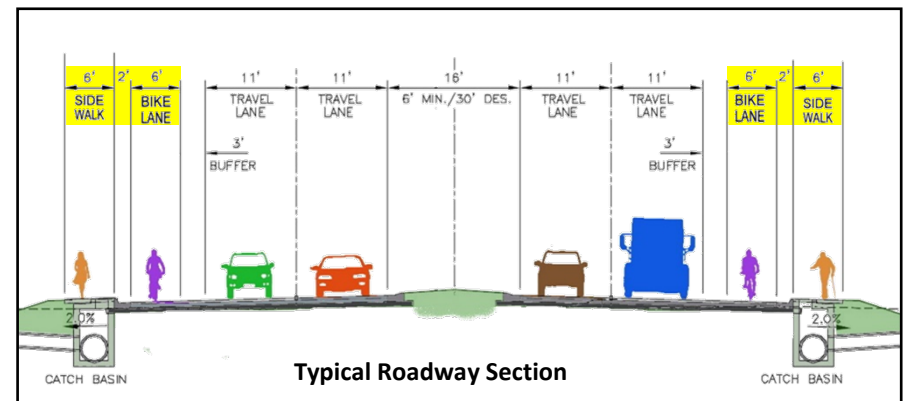 6' 2' 6' 11' 11' 16' 11' 11' 6' 2' 6'
SIDE WALK
BIKE LANE
TRAVEL LANE
TRAVEL LANE
6' MIN./30' DES.
TRAVEL LANE
TRAVEL LANE
BIKE LANE
SIDE WALK
3'
BUFFER
3'
BUFFER
2.0%
2.0%
CATCH BASIN
Typical Roadway Section
CATCH BASIN